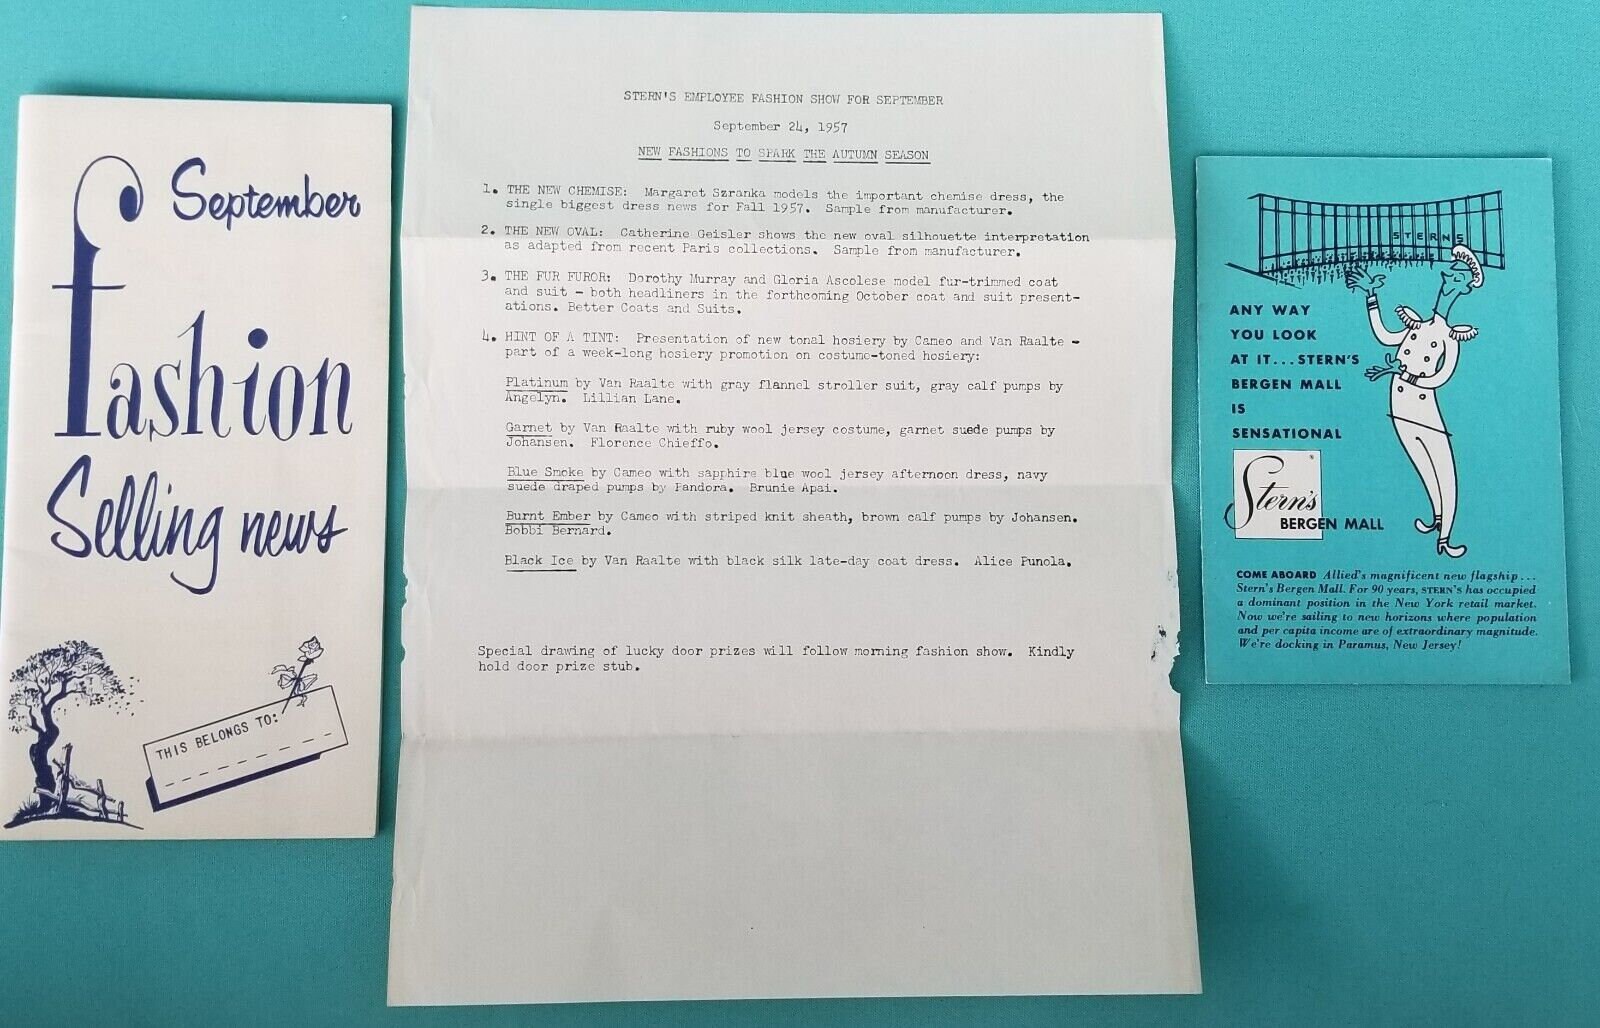 September
fashion
Selling news
THIS BELONGS TO:
STERN'S EMPLOYEE FASHION SHOW FOR SEPTEMBER
September 24, 1957
NEW FASHIONS TO SPARK THE AUTUMN SEASON
1. THE NEW CHEMISE: Margaret Szranka models the important chemise dress, the
single biggest dress news for Fall 1957. Sample from manufacturer.
2. THE NEW OVAL: Catherine Geisler shows the new oval silhouette interpretation
as adapted from recent Paris collections. Sample from manufacturer.
3. THE FUR FUROR: Dorothy Murray and Gloria Ascolese model fur-trimmed coat
and suit - both headliners in the forthcoming October coat and suit present-
ations. Better Coats and Suits.
4. HINT OF A TINT: Presentation of new tonal hosiery by Cameo and Van Raalte -
part of a week-long hosiery promotion on costume-toned hosiery:
Platinum by Van Raalte with gray flannel stroller suit, gray calf pumps by
Angelyn. Lillian Lane.
Garnet by Van Raalte with ruby wool jersey costume, garnet suede pumps by
Johansen. Florence Chieffo.
Blue Smoke by Cameo with sapphire blue wool jersey afternoon dress, navy
suede draped pumps by Pandora. Brunie Apai.
Burnt Ember by Cameo with striped knit sheath, brown calf pumps by Johansen.
Bobbi Bernard.
Black Ice by Van Raalte with black silk late-day coat dress. Alice Punola.
Special drawing of lucky door prizes will follow morning fashion show. Kindly
hold door prize stub.
STERNS
ANY WAY
YOU LOOK
AT IT...STERN'S
BERGEN MALL
IS
SENSATIONAL
Stern's ®
BERGEN MALL
COME ABOARD Allied's magnificent new flagship...
Stern's Bergen Mall. For 90 years, STERN'S has occupied
a dominant position in the New York retail market.
Now we're sailing to new horizons where population
and per capita income are of extraordinary magnitude.
We're docking in Paramus, New Jersey!